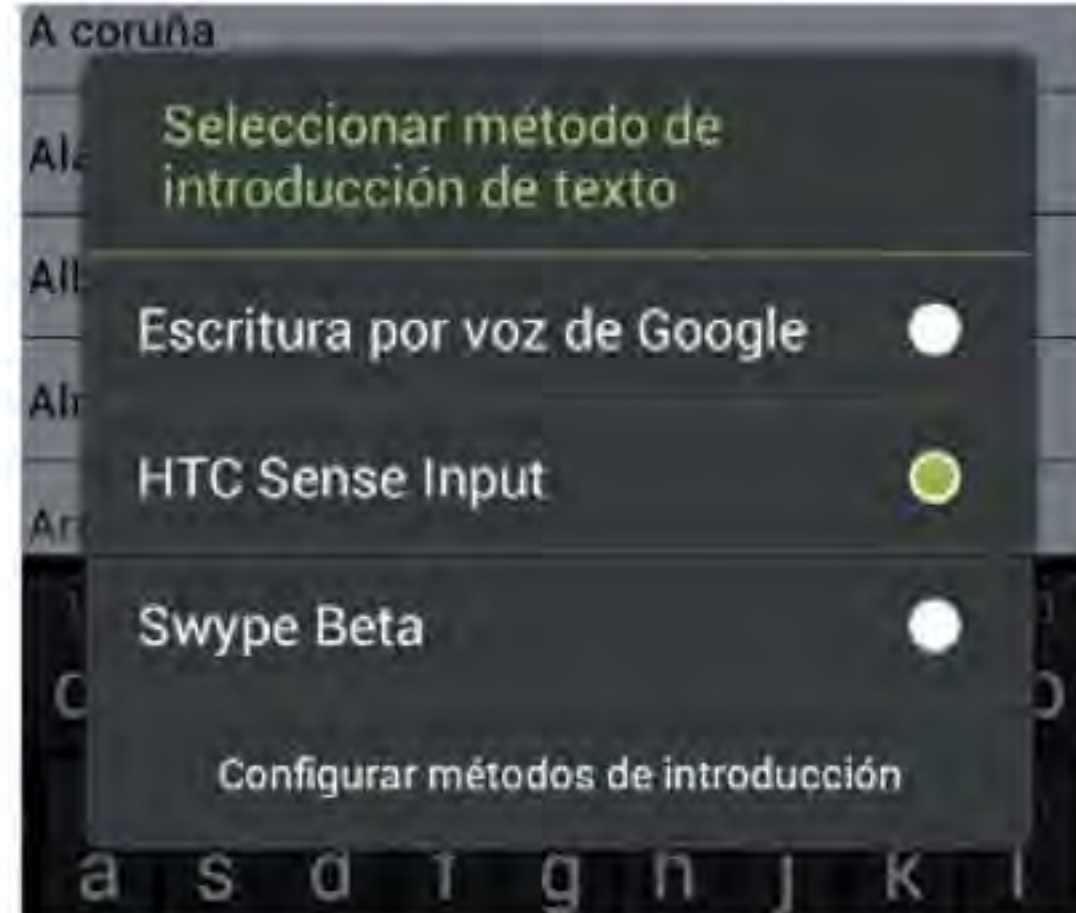 A coruña
Seleccionar método de
introducción de texto
Escritura por voz de Google
HTC Sense Input
Swype Beta
Configurar métodos de introducción
a s d f g h j k l